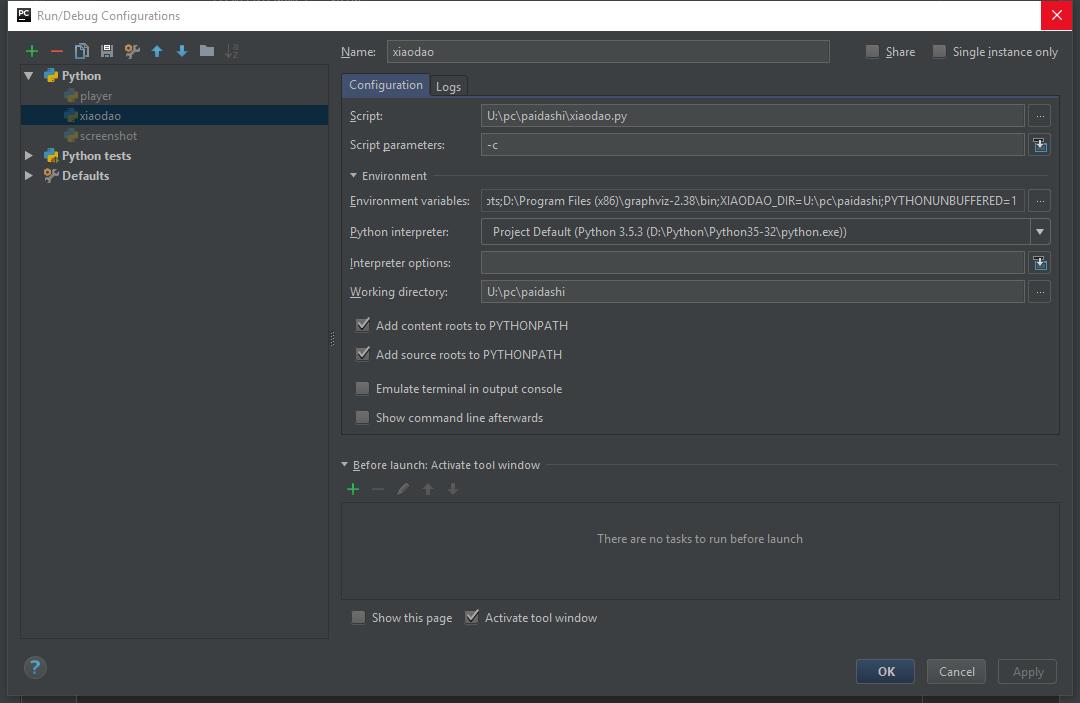 PC Run/Debug Configurations
Name: xiaodao
Share
Single instance only
Python
player
xiaodao
screenshot
Python tests
Defaults
Configuration
Logs
Script: U:\pc\paidashi\xiaodao.py
Script parameters: -c
Environment
Environment variables: ots;D:\Program Files (x86)\graphviz-2.38\bin;XIAODAO_DIR=U:\pc\paidashi;PYTHONUNBUFFERED=1
Python interpreter: Project Default (Python 3.5.3 (D:\Python\Python35-32\python.exe))
Interpreter options:
Working directory: U:\pc\paidashi
Add content roots to PYTHONPATH
Add source roots to PYTHONPATH
Emulate terminal in output console
Show command line afterwards
Before launch: Activate tool window
There are no tasks to run before launch
Show this page
Activate tool window
?
OK
Cancel
Apply